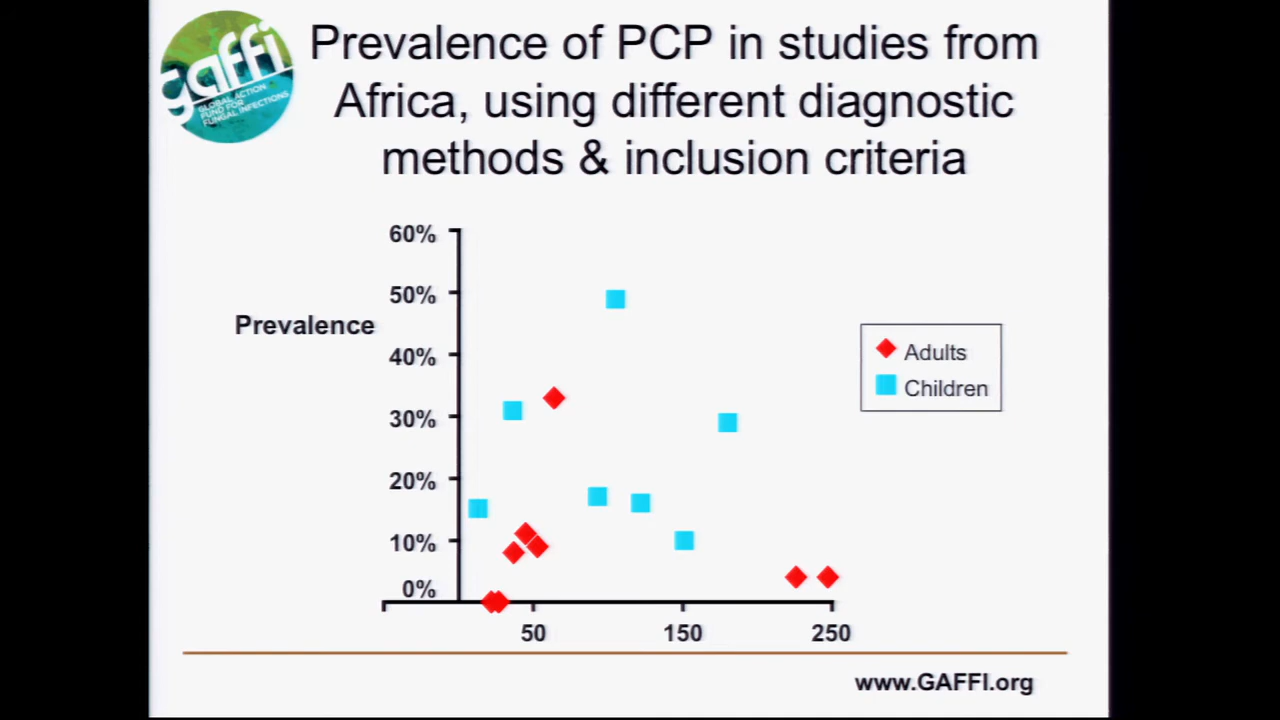 gaffi
GLOBAL ACTION
FUND FOR
FUNGAL INFECTIONS
Prevalence of PCP in studies from
Africa, using different diagnostic
methods & inclusion criteria
60%
50%
Prevalence
40%
30%
20%
10%
0%
50 150 250
Adults
Children
www.GAFFI.org